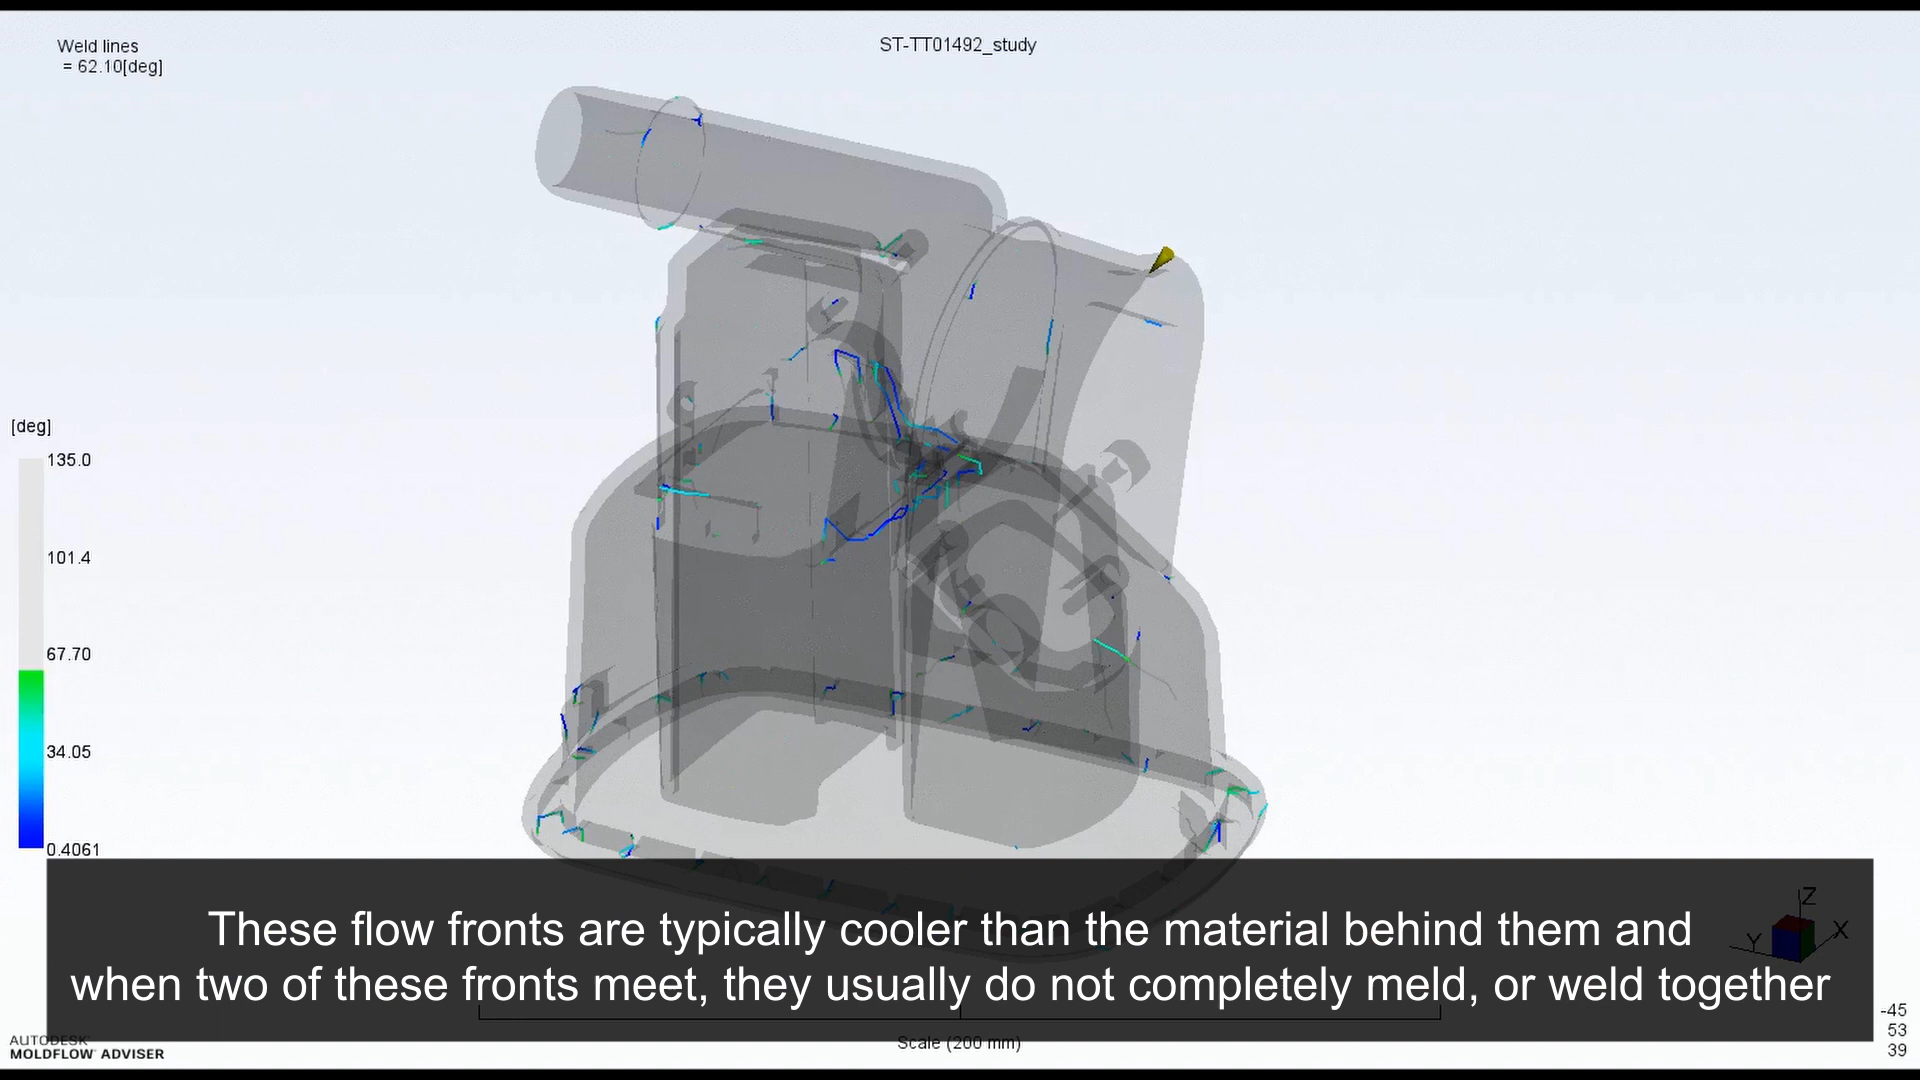 Weld lines
= 62.10[deg]
ST-TT01492_study
[deg]
135.0
101.4
67.70
34.05
0.4061
These flow fronts are typically cooler than the material behind them and
when two of these fronts meet, they usually do not completely meld, or weld together
Z
Y
X
-45
53
39
Scale (200 mm)
AUTODESK
MOLDFLOW ADVISER